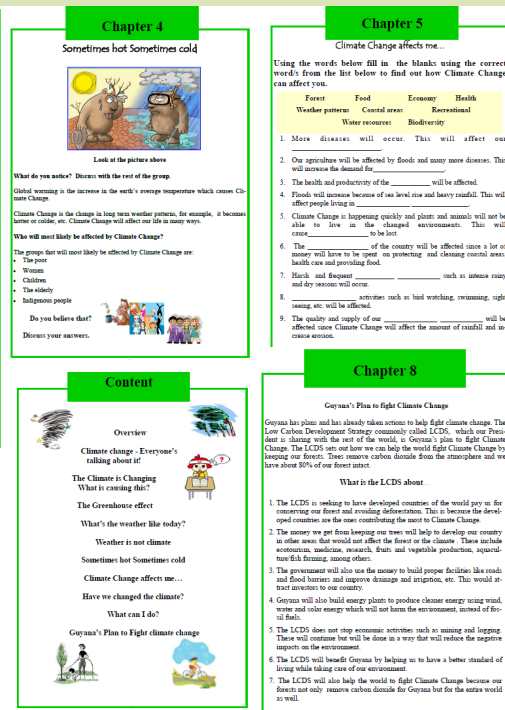 Chapter 4
Sometimes hot Sometimes cold
Look at the picture above
What do you notice? Discuss with the rest of the group.
Global warming is the increase in the earth's average temperature which causes Cli-
mate Change.
Climate Change is the change in long term weather patterns, for example, it becomes
hotter or colder, etc. Climate Change will affect our life in many ways.
Who will most likely be affected by Climate Change?
The groups that will most likely be affected by Climate Change are:
• The poor
• Women
• Children
• The elderly
• Indigenous people
Do you believe that?
Discuss your answers.
Chapter 5
Climate Change affects me...
Using the words below fill in the blanks using the correct
word/s from the list below to find out how Climate Change
can affect you.
Forest Food Economy Health
Weather patterns Coastal areas Recreational
Water resources Biodiversity
1. More diseases will occur. This will affect our
____________________.
2. Our agriculture will be affected by floods and many more diseases. This
will increase the demand for____________________.
3. The health and productivity of the __________ will be affected.
4. Floods will increase because of sea level rise and heavy rainfall. This will
affect people living in ____________ ____________.
5. Climate Change is happening quickly and plants and animals will not be
able to live in the changed environments. This will
cause______________ to be lost.
6. The ______________ of the country will be affected since a lot of
money will have to be spent on protecting and cleaning coastal areas,
health care and providing food.
7. Harsh and frequent __________ __________ such as intense rainy
and dry seasons will occur.
8. ______________ activities such as bird watching, swimming, sight
seeing, etc. will be affected.
9. The quality and supply of our ____________ ____________ will be
affected since Climate Change will affect the amount of rainfall and in-
crease erosion.
Content
Overview
Climate change - Everyone's
talking about it!
The Climate is Changing
What is causing this?
The Greenhouse effect
What's the weather like today?
Weather is not climate
Sometimes hot Sometimes cold
Climate Change affects me…
Have we changed the climate?
What can I do?
Guyana's Plan to Fight climate change
?
Chapter 8
Guyana's Plan to fight Climate Change
Guyana has plans and has already taken actions to help fight climate change. The
Low Carbon Development Strategy commonly called LCDS, which our Presi-
dent is sharing with the rest of the world, is Guyana's plan to fight Climate
Change. The LCDS sets out how we can help the world fight Climate Change by
keeping our forests. Trees remove carbon dioxide from the atmosphere and we
have about 80% of our forest intact.
What is the LCDS about…
1. The LCDS is seeking to have developed countries of the world pay us for
conserving our forest and avoiding deforestation. This is because the devel-
oped countries are the ones contributing the most to Climate Change.
2. The money we get from keeping our trees will help to develop our country
in other areas that would not affect the forest or the climate . These include
ecotourism, medicine, research, fruits and vegetable production, aquacul-
ture/fish farming, among others.
3. The government will also use the money to build proper facilities like roads
and flood barriers and improve drainage and irrigation, etc. This would at-
tract investors to our country.
4. Guyana will also build energy plants to produce cleaner energy using wind,
water and solar energy which will not harm the environment, instead of fos-
sil fuels.
5. The LCDS does not stop economic activities such as mining and logging.
These will continue but will be done in a way that will reduce the negative
impacts on the environment.
6. The LCDS will benefit Guyana by helping us to have a better standard of
living while taking care of our environment.
7. The LCDS will also help the world to fight Climate Change because our
forests not only remove carbon dioxide for Guyana but for the entire world
as well.